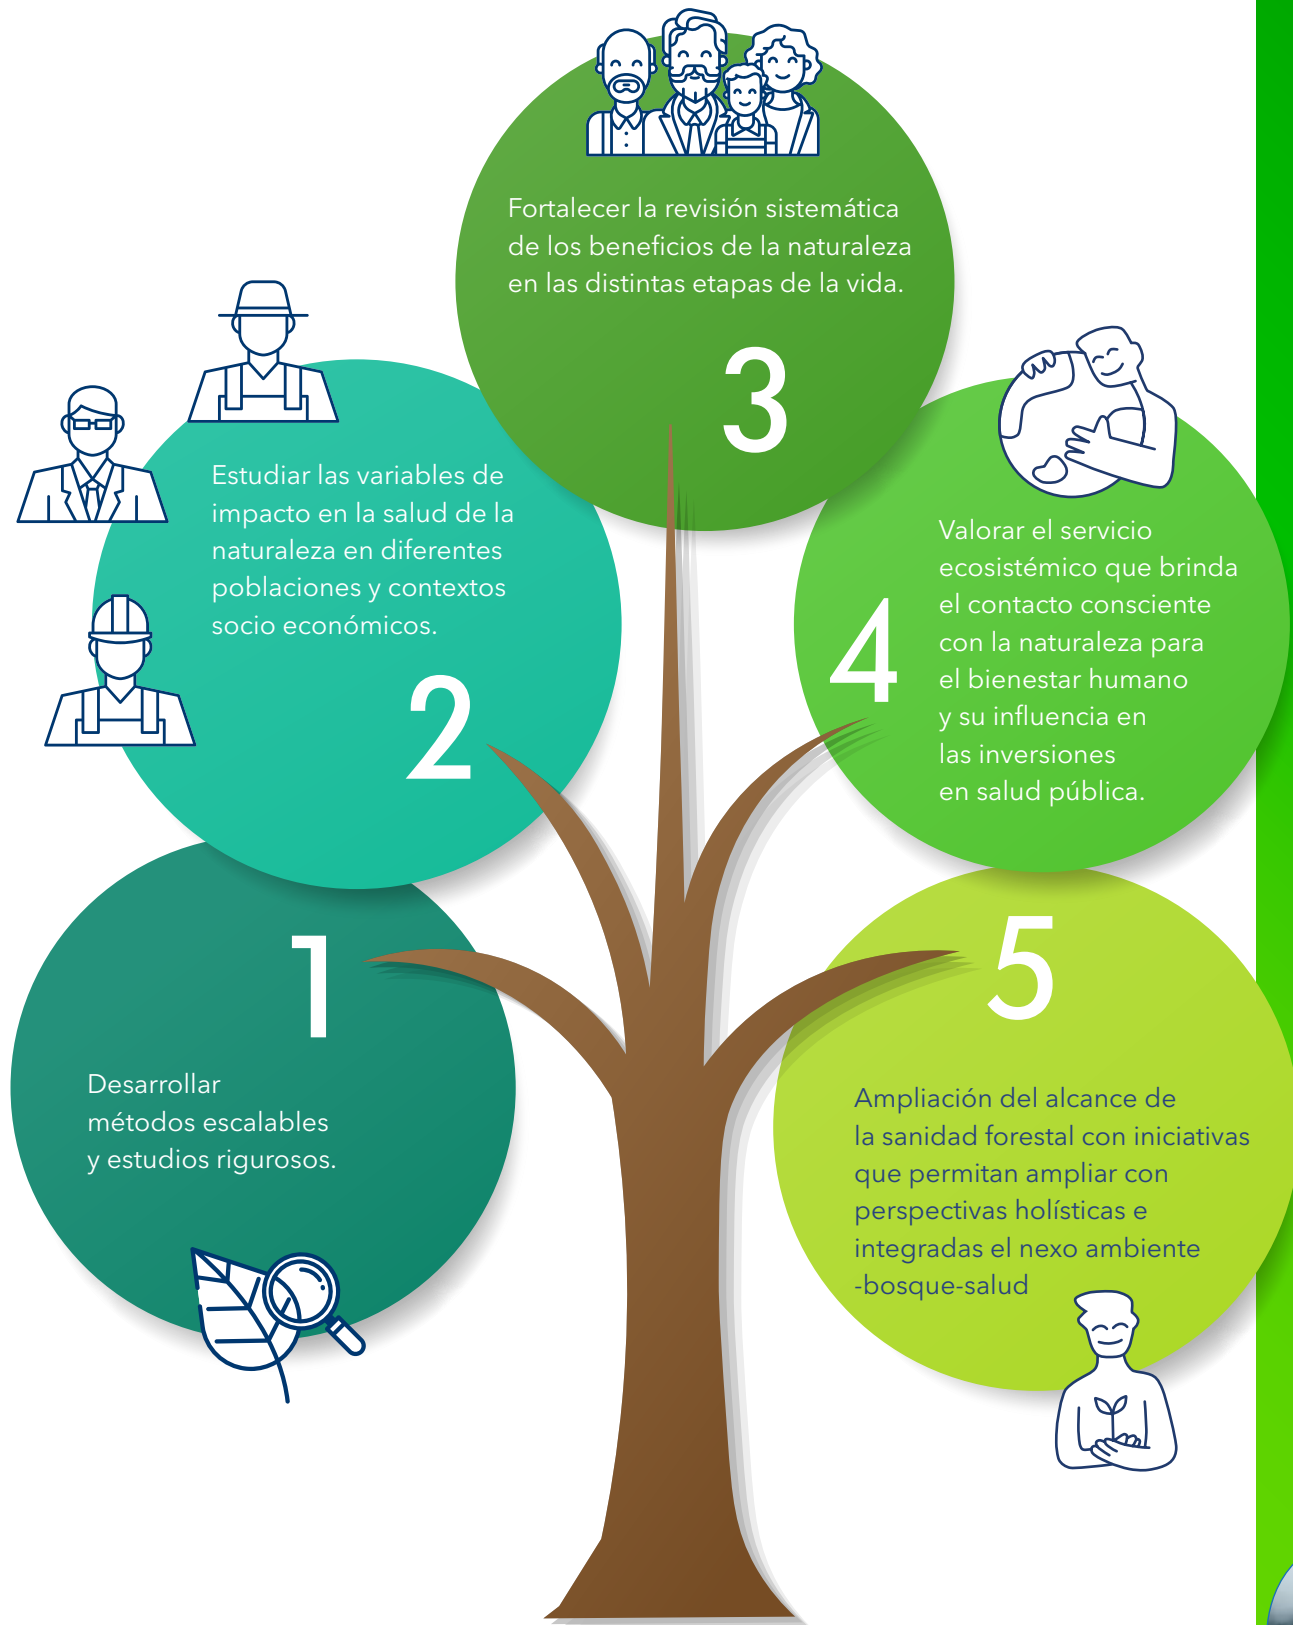 1
Desarrollar
métodos escalables
y estudios rigurosos.
2
Estudiar las variables de
impacto en la salud de la
naturaleza en diferentes
poblaciones y contextos
socio económicos.
3
Fortalecer la revisión sistemática
de los beneficios de la naturaleza
en las distintas etapas de la vida.
4
Valorar el servicio
ecosistémico que brinda
el contacto consciente
con la naturaleza para
el bienestar humano
y su influencia en
las inversiones
en salud pública.
5
Ampliación del alcance de
la sanidad forestal con iniciativas
que permitan ampliar con
perspectivas holísticas e
integradas el nexo ambiente
-bosque-salud